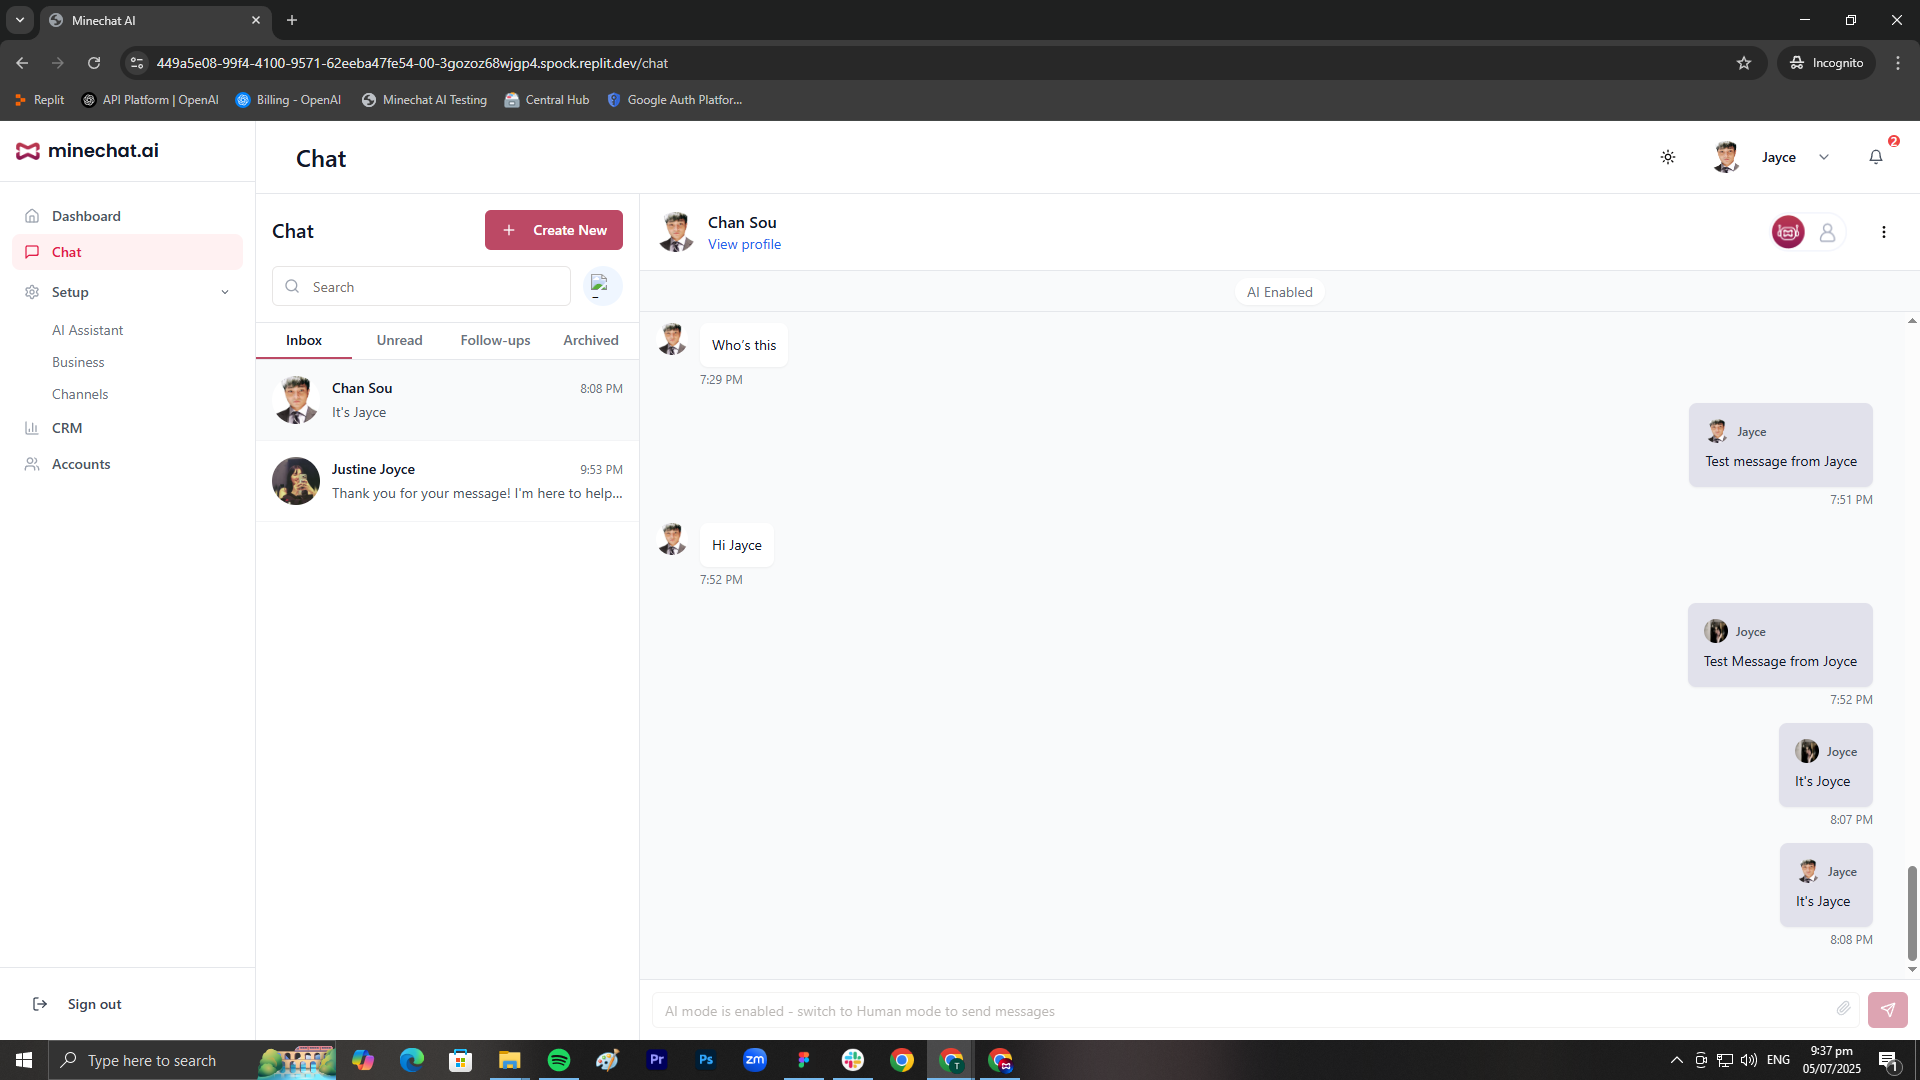 Minechat AI
449a5e08-99f4-4100-9571-62eeba47fe54-00-3gozoz68wjgp4.spock.replit.dev/chat
Incognito
Replit
API Platform | OpenAI
Billing - OpenAI
Minechat AI Testing
Central Hub
Google Auth Platfor...
minechat.ai
Chat
Jayce
2
Dashboard
Chat
Setup
AI Assistant
Business
Channels
CRM
Accounts
Sign out
Chat
+ Create New
Search
Inbox
Unread
Follow-ups
Archived
Chan Sou
8:08 PM
It's Jayce
Justine Joyce
9:53 PM
Thank you for your message! I'm here to help...
Chan Sou
View profile
AI Enabled
Who's this
7:29 PM
Jayce
Test message from Jayce
7:51 PM
Hi Jayce
7:52 PM
Joyce
Test Message from Joyce
7:52 PM
Joyce
It's Joyce
8:07 PM
Jayce
It's Jayce
8:08 PM
AI mode is enabled - switch to Human mode to send messages
Type here to search
Pr
Ps
zm
T
ENG
9:37 pm
05/07/2025
1